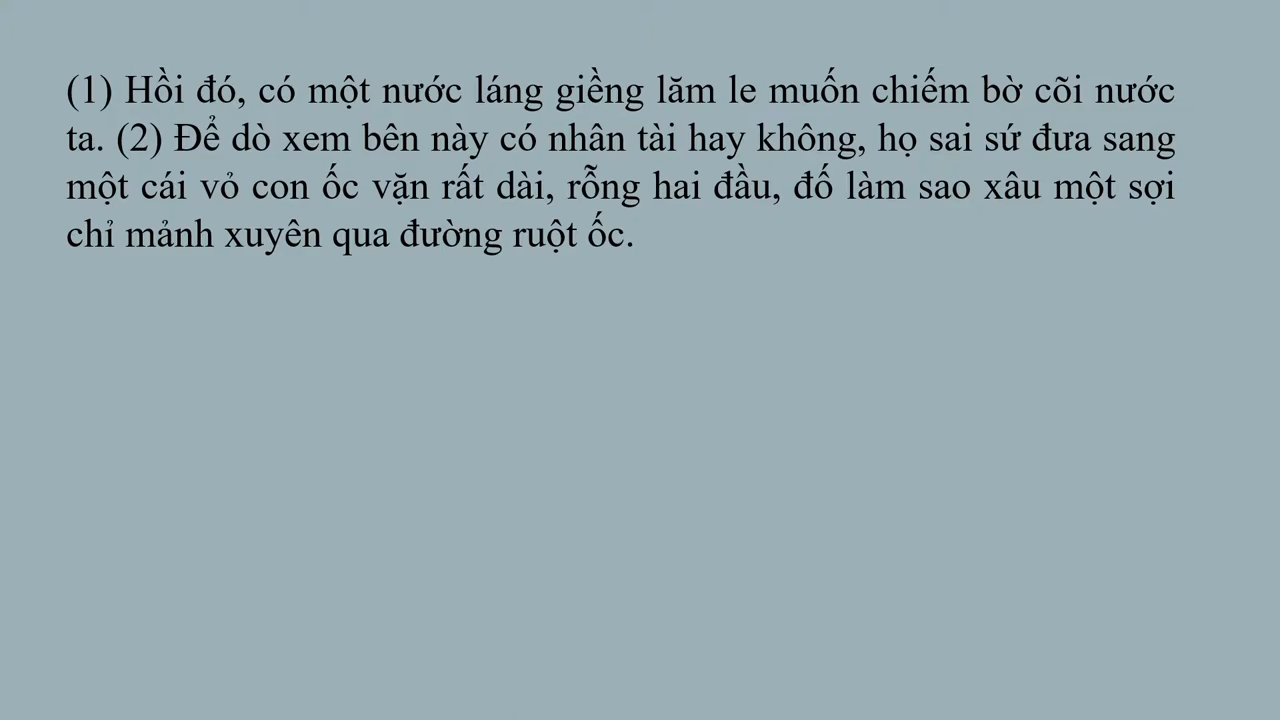 (1) Hồi đó, có một nước láng giềng lăm le muốn chiếm bờ cõi nước
ta. (2) Để dò xem bên này có nhân tài hay không, họ sai sứ đưa sang
một cái vỏ con ốc vặn rất dài, rỗng hai đầu, đố làm sao xâu một sợi
chỉ mảnh xuyên qua đường ruột ốc.